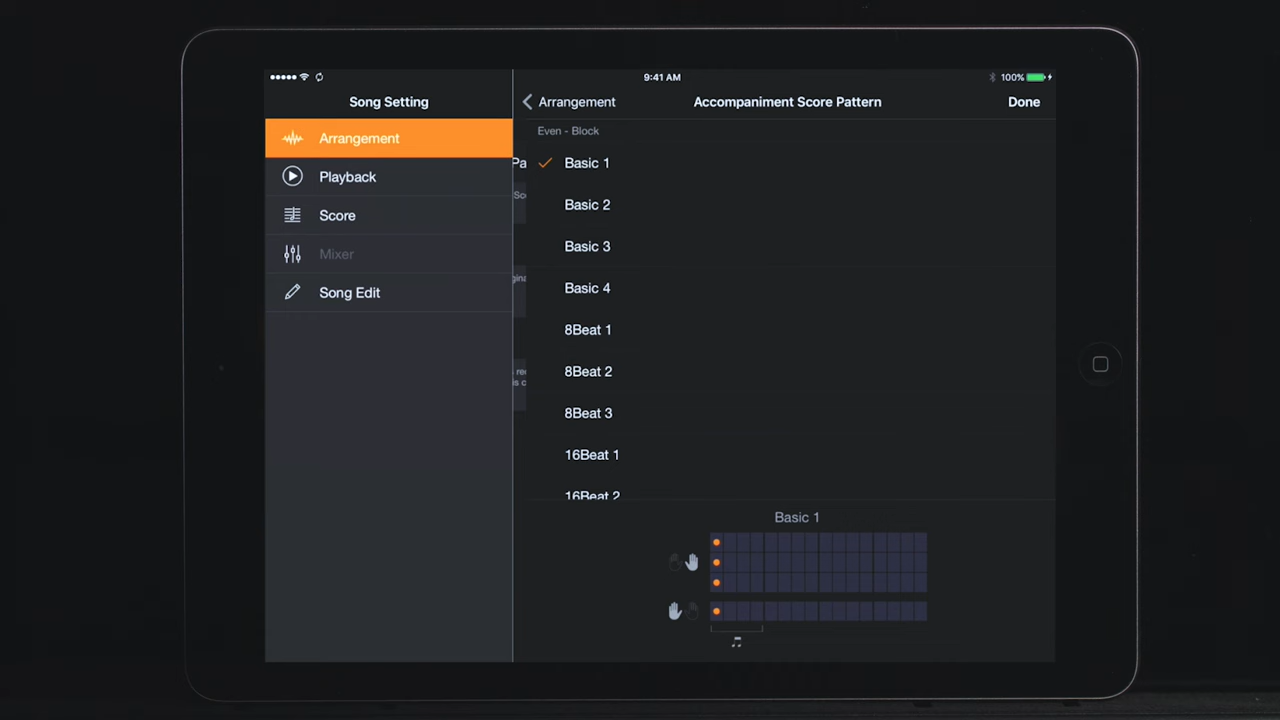 9:41 AM
100%
Song Setting
Arrangement
Playback
Score
Mixer
Song Edit
Arrangement
Accompaniment Score Pattern
Done
Even - Block
Basic 1
Basic 2
Basic 3
Basic 4
8Beat 1
8Beat 2
8Beat 3
16Beat 1
16Beat 2
Basic 1